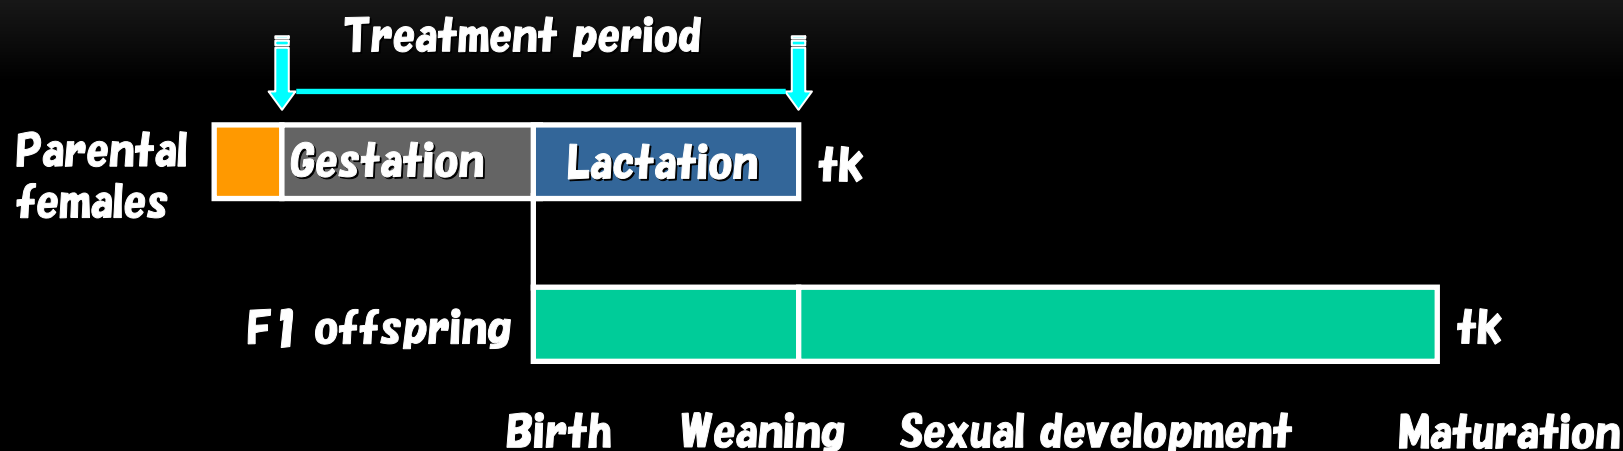 Treatment period
Parental
females
Gestation
Lactation
tk
F1 offspring
tk
Birth
Weaning
Sexual development
Maturation